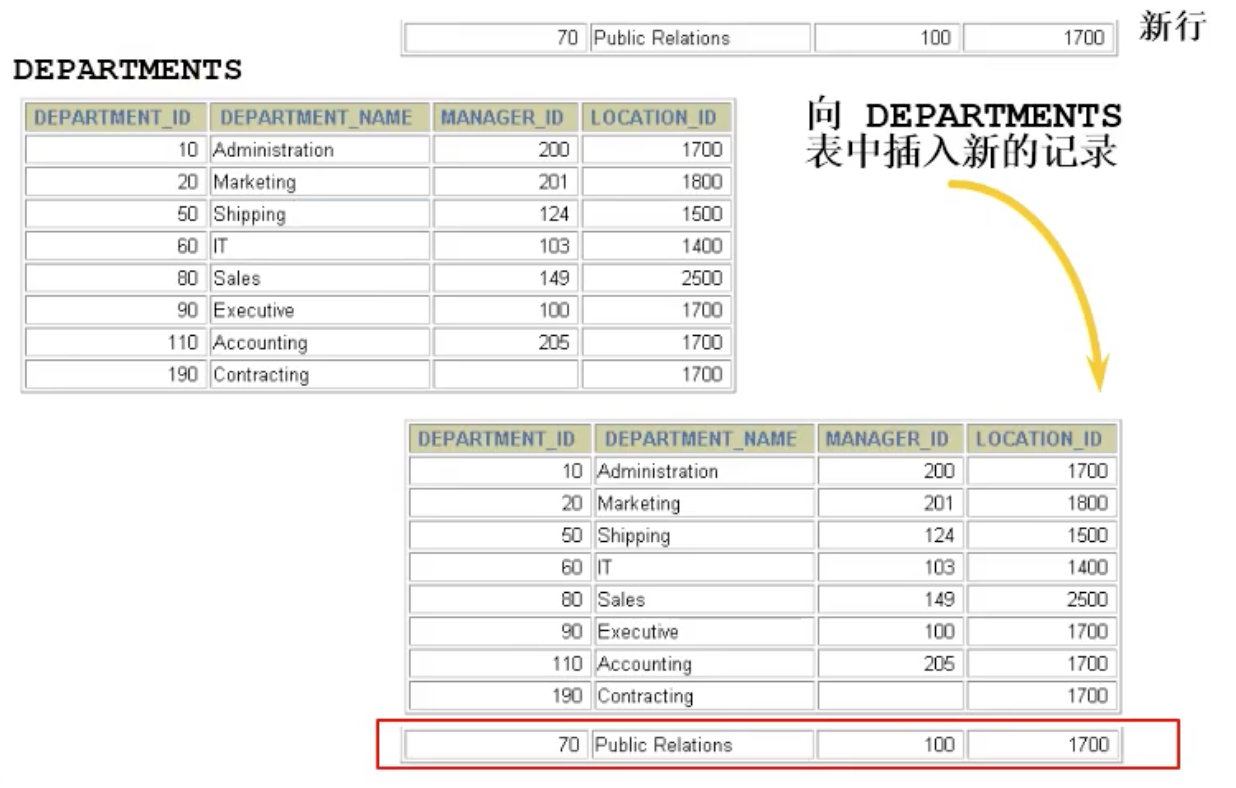 70 Public Relations 100 1700
新行
DEPARTMENTS
DEPARTMENT_ID DEPARTMENT_NAME MANAGER_ID LOCATION_ID
10 Administration 200 1700
20 Marketing 201 1800
50 Shipping 124 1500
60 IT 103 1400
80 Sales 149 2500
90 Executive 100 1700
110 Accounting 205 1700
190 Contracting 1700
向 DEPARTMENTS
表中插入新的记录
DEPARTMENT_ID DEPARTMENT_NAME MANAGER_ID LOCATION_ID
10 Administration 200 1700
20 Marketing 201 1800
50 Shipping 124 1500
60 IT 103 1400
80 Sales 149 2500
90 Executive 100 1700
110 Accounting 205 1700
190 Contracting 1700
70 Public Relations 100 1700